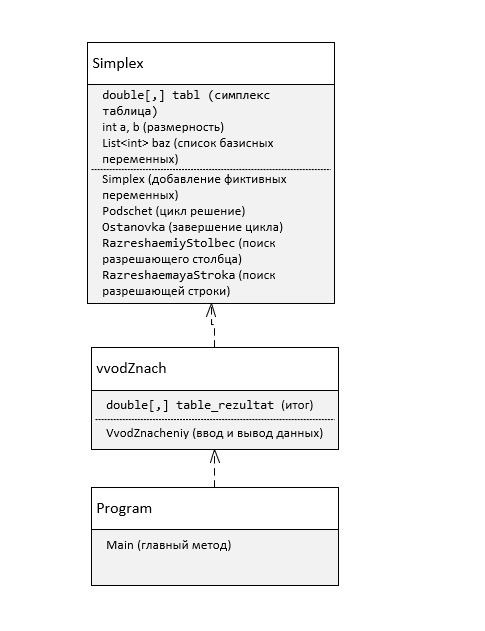 Simplex
double[,] tabl (симплекс
таблица)
int a, b (размерность)
List<int> baz (список базисных
переменных)
Simplex (добавление фиктивных
переменных)
Podschet (цикл решение)
Ostanovka (завершение цикла)
RazreshaemiyStolbec (поиск
разрешающего столбца)
RazreshaemayaStroka (поиск
разрешающей строки)
vvodZnach
double[,] table_rezultat (итог)
VvodZnacheniy (ввод и вывод данных)
Program
Main (главный метод)